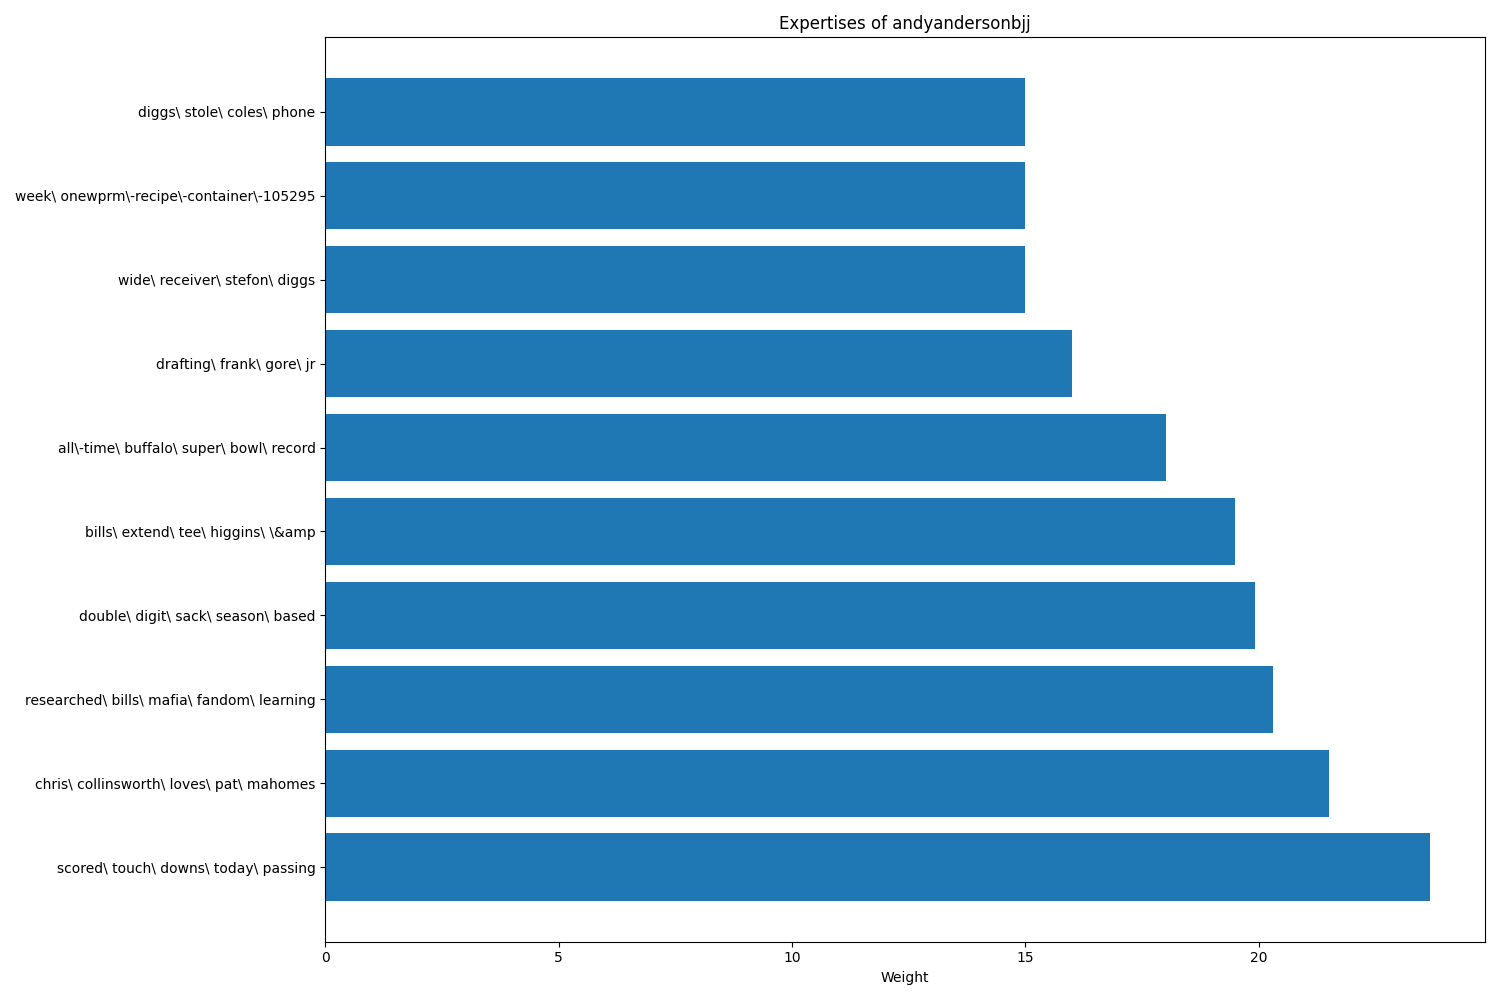 Expertises of andyandersonbjj
diggs\ stole\ coles\ phone
week\ onewprm\-recipe\-container\-105295
wide\ receiver\ stefon\ diggs
drafting\ frank\ gore\ jr
all\-time\ buffalo\ super\ bowl\ record
bills\ extend\ tee\ higgins\ \&amp
double\ digit\ sack\ season\ based
researched\ bills\ mafia\ fandom\ learning
chris\ collinsworth\ loves\ pat\ mahomes
scored\ touch\ downs\ today\ passing
0 5 10 15 20
Weight